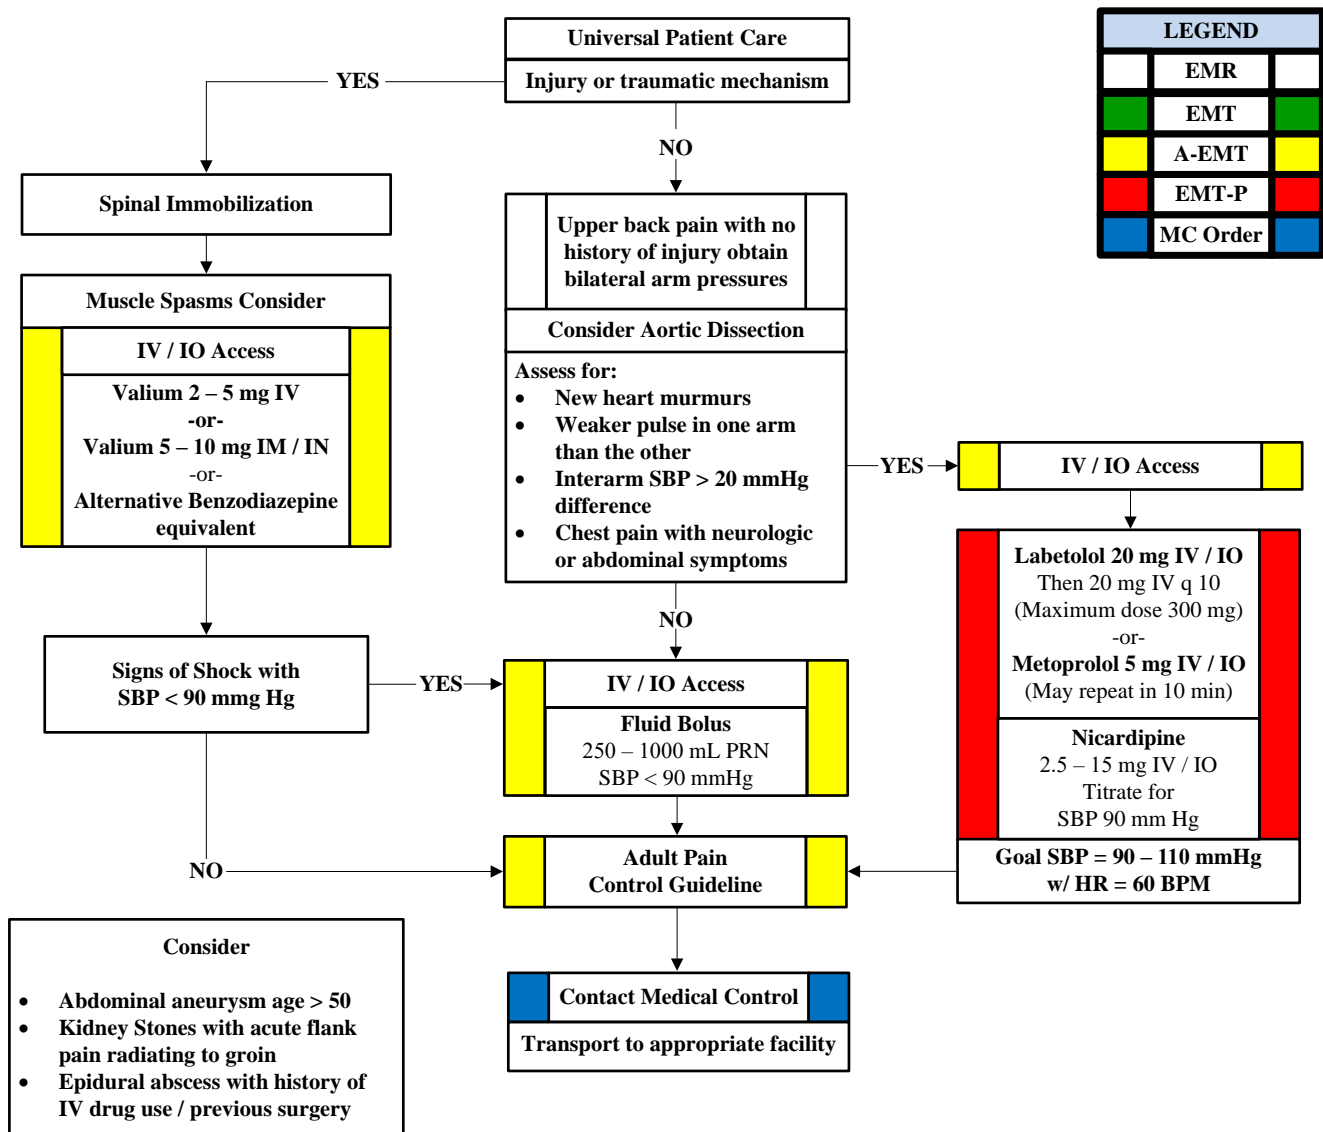 Universal Patient Care
Injury or traumatic mechanism
YES
NO
LEGEND
EMR
EMT
A-EMT
EMT-P
MC Order
Spinal Immobilization
Muscle Spasms Consider
IV / IO Access
Valium 2 – 5 mg IV
-or-
Valium 5 – 10 mg IM / IN
-or-
Alternative Benzodiazepine
equivalent
Signs of Shock with
SBP < 90 mmg Hg
YES
NO
Upper back pain with no
history of injury obtain
bilateral arm pressures
Consider Aortic Dissection
Assess for:
• New heart murmurs
• Weaker pulse in one arm
than the other
• Interarm SBP > 20 mmHg
difference
• Chest pain with neurologic
or abdominal symptoms
YES
NO
IV / IO Access
Fluid Bolus
250 – 1000 mL PRN
SBP < 90 mmHg
IV / IO Access
Labetolol 20 mg IV / IO
Then 20 mg IV q 10
(Maximum dose 300 mg)
-or-
Metoprolol 5 mg IV / IO
(May repeat in 10 min)
Nicardipine
2.5 – 15 mg IV / IO
Titrate for
SBP 90 mm Hg
Goal SBP = 90 – 110 mmHg
w/ HR = 60 BPM
Adult Pain
Control Guideline
Contact Medical Control
Transport to appropriate facility
Consider
• Abdominal aneurysm age > 50
• Kidney Stones with acute flank
pain radiating to groin
• Epidural abscess with history of
IV drug use / previous surgery